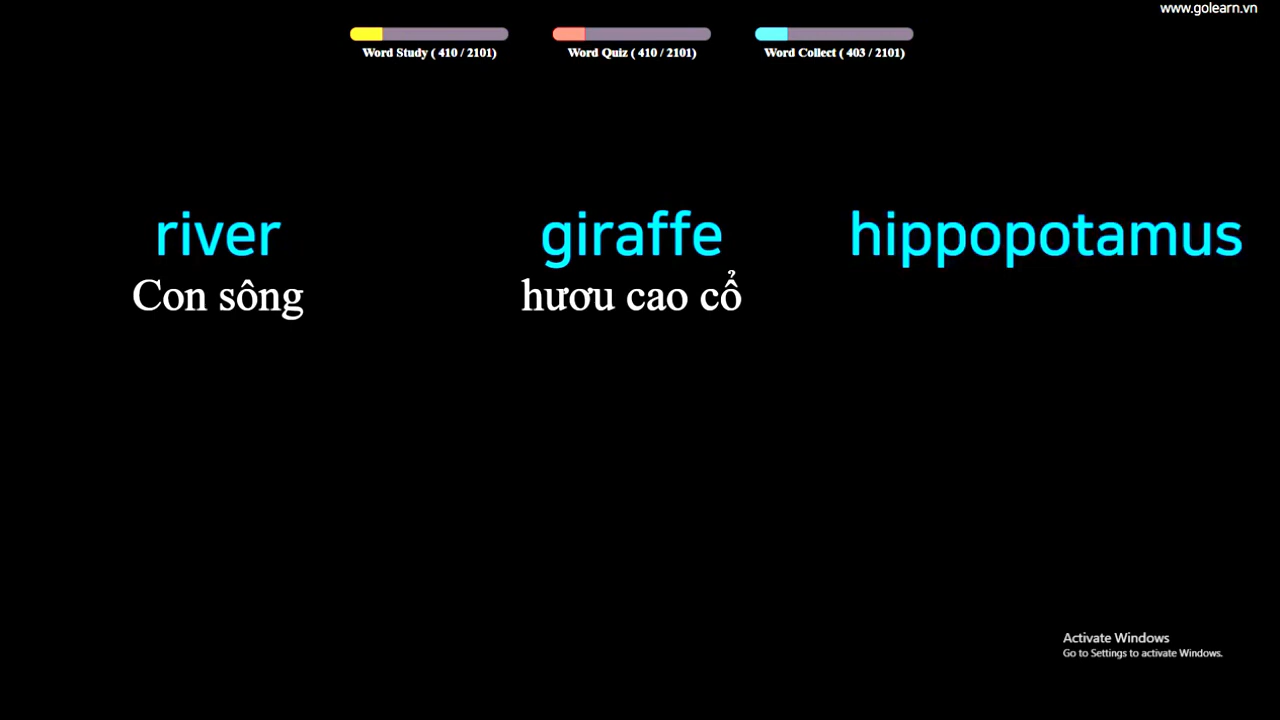 www.golearn.vn
Word Study ( 410 / 2101) Word Quiz ( 410 / 2101) Word Collect ( 403 / 2101)
river giraffe hippopotamus
Con sông hươu cao cổ
Activate Windows
Go to Settings to activate Windows.